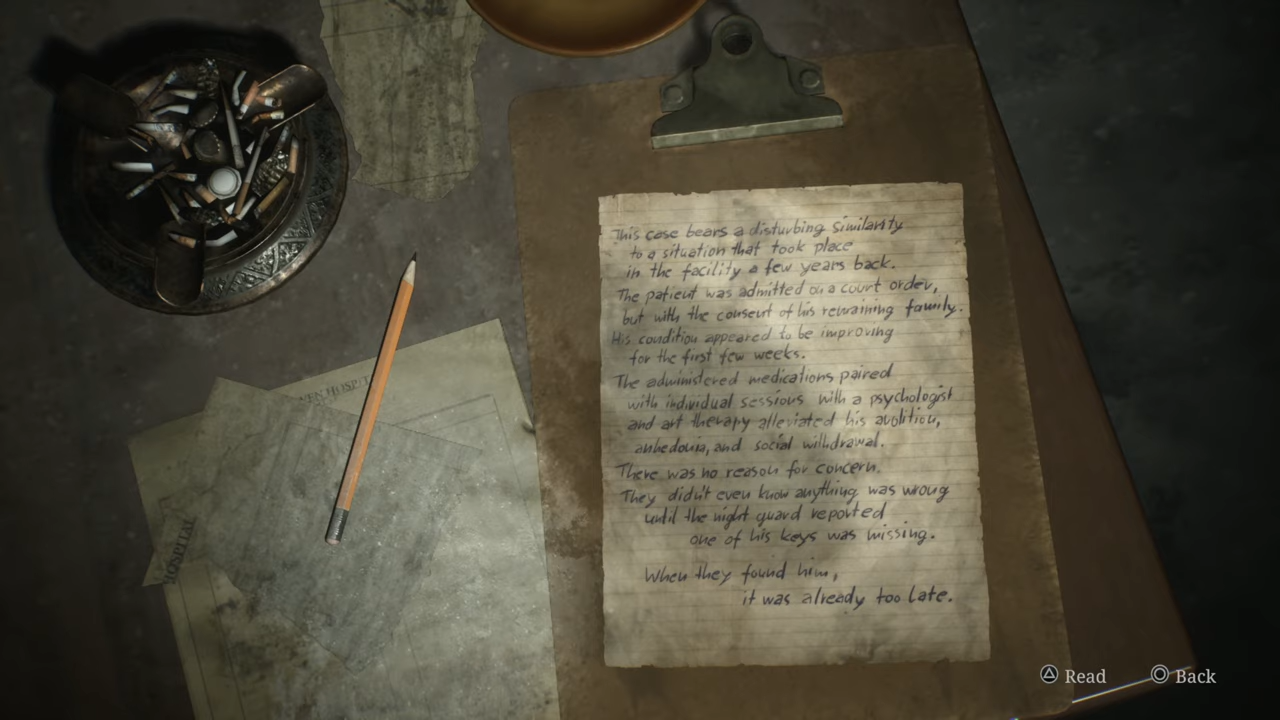 This case bears a disturbing similarity
to a situation that took place
in the facility a few years back.
The patient was admitted on a court order,
but with the consent of his remaining family.
His condition appeared to be improving
for the first few weeks.
The administered medications paired
with individual sessions with a psychologist
and art therapy alleviated his avolition,
anhedonia, and social withdrawal.
There was no reason for concern.
They didn't even know anything was wrong
until the night guard reported
one of his keys was missing.
When they found him,
it was already too late.
HOSPITAL
Read
Back